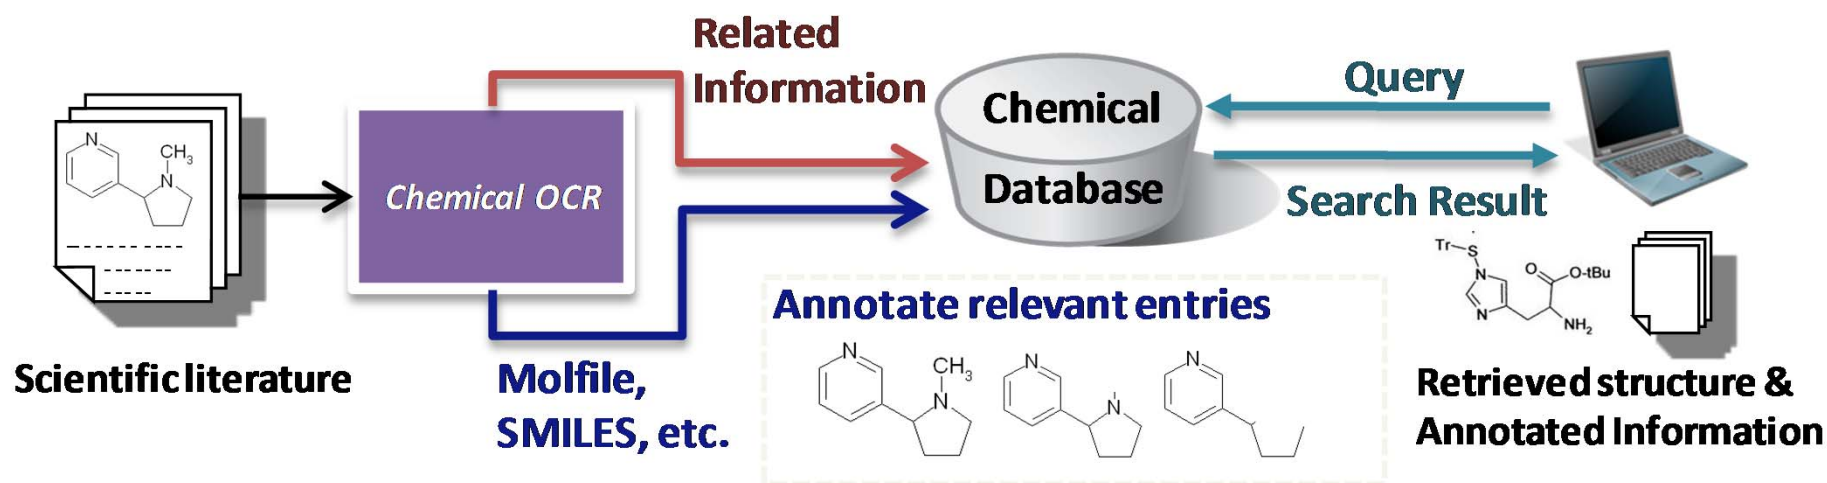 Related
Information
Query
Chemical
Database
Chemical OCR
N
CH3
N
Search Result
Tr
S
N
N
O
O-tBu
NH2
Annotate relevant entries
Scientific literature
Molfile,
SMILES, etc.
N
CH3
N
N
N
N
Retrieved structure &
Annotated Information